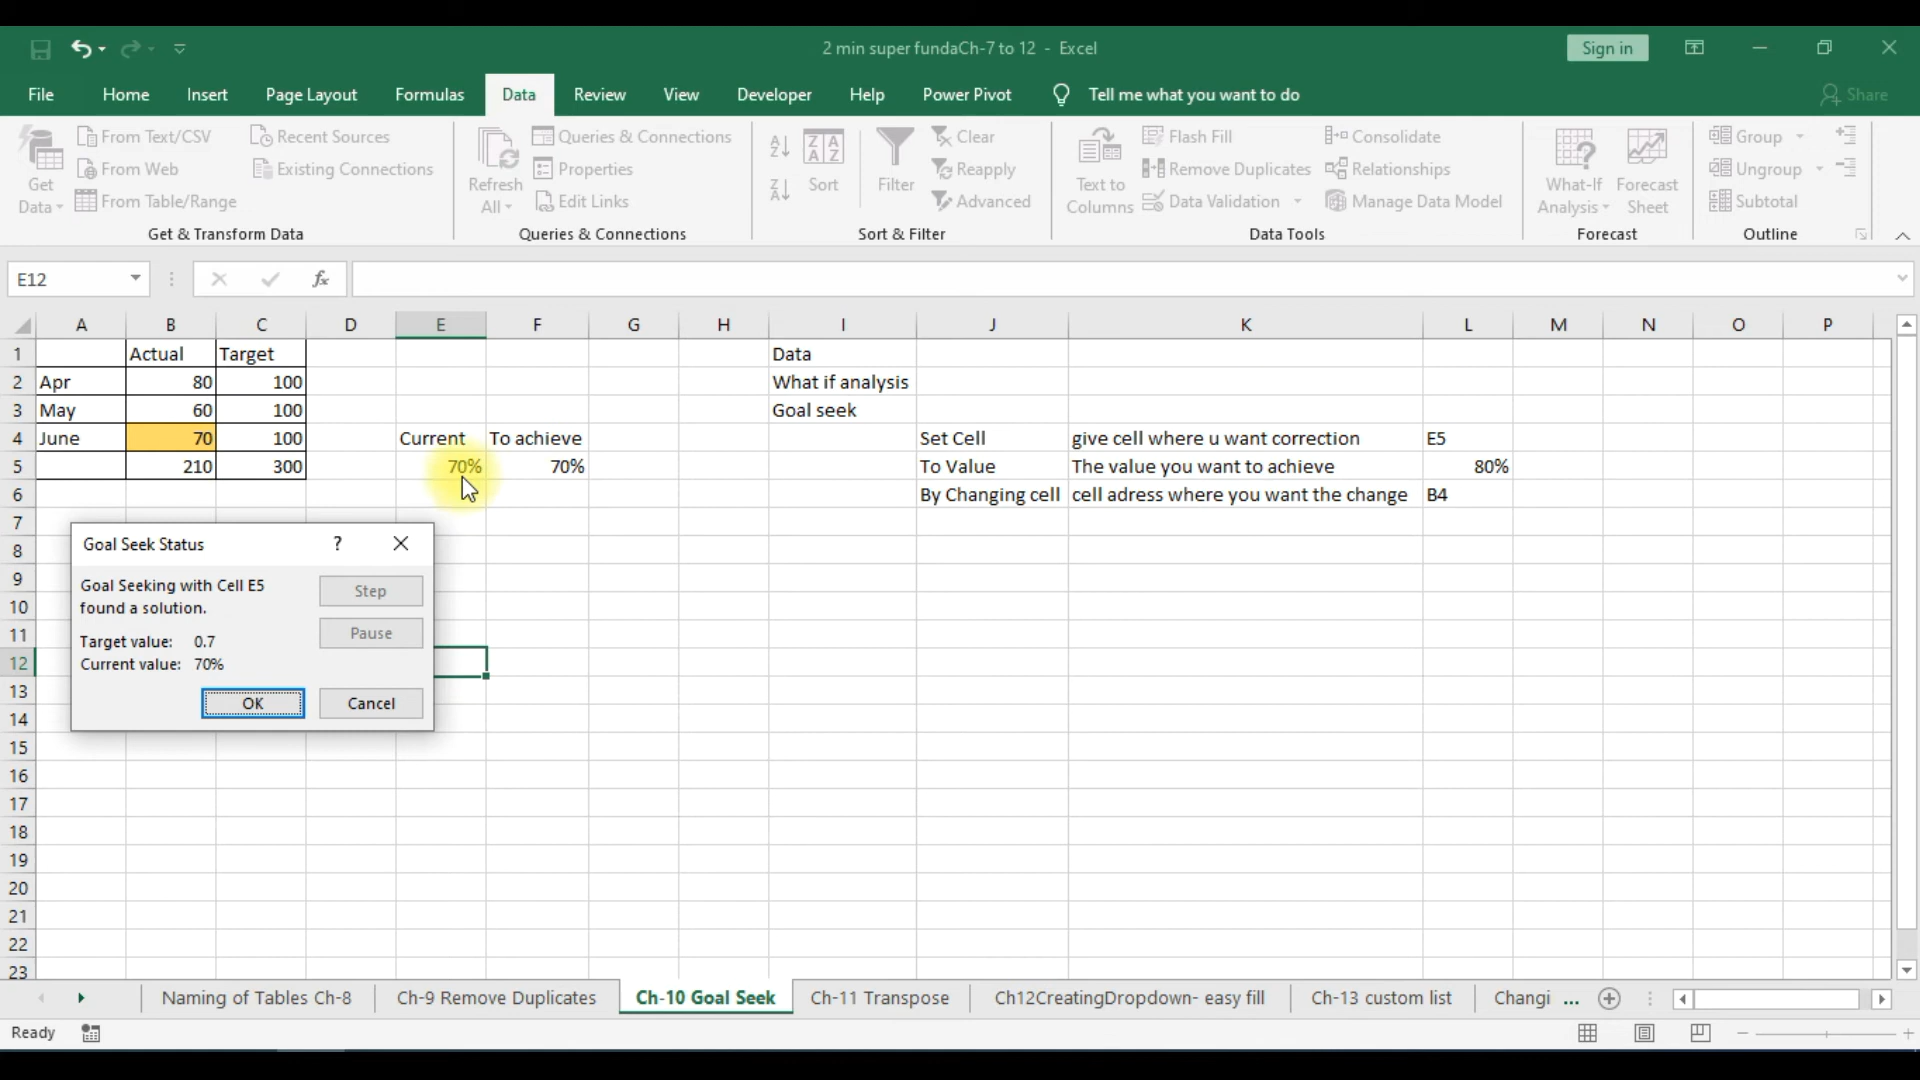 2 min super fundaCh-7 to 12 - Excel
Sign in
File Home Insert Page Layout Formulas Data Review View Developer Help Power Pivot Tell me what you want to do Share
Get Data
From Text/CSV
From Web
From Table/Range
Recent Sources
Existing Connections
Get & Transform Data
Refresh All
Queries & Connections
Properties
Edit Links
Queries & Connections
Sort
Filter
Clear
Reapply
Advanced
Sort & Filter
Text to Columns
Flash Fill
Remove Duplicates
Data Validation
Consolidate
Relationships
Manage Data Model
Data Tools
What-If Analysis
Forecast Sheet
Forecast
Group
Ungroup
Subtotal
Outline
E12
fx
A B C D E F G H I J K L M N O P
1 Actual Target Data
2 Apr 80 100 What if analysis
3 May 60 100 Goal seek
4 June 70 100 Current To achieve Set Cell give cell where u want correction E5
5 210 300 70% 70% To Value The value you want to achieve 80%
6 By Changing cell cell adress where you want the change B4
7
8
9
10
11
12
13
14
15
16
17
18
19
20
21
22
23
Goal Seek Status ?
Goal Seeking with Cell E5
found a solution.
Target value: 0.7
Current value: 70%
Step
Pause
OK Cancel
Naming of Tables Ch-8 Ch-9 Remove Duplicates Ch-10 Goal Seek Ch-11 Transpose Ch12CreatingDropdown- easy fill Ch-13 custom list Changi ...
Ready